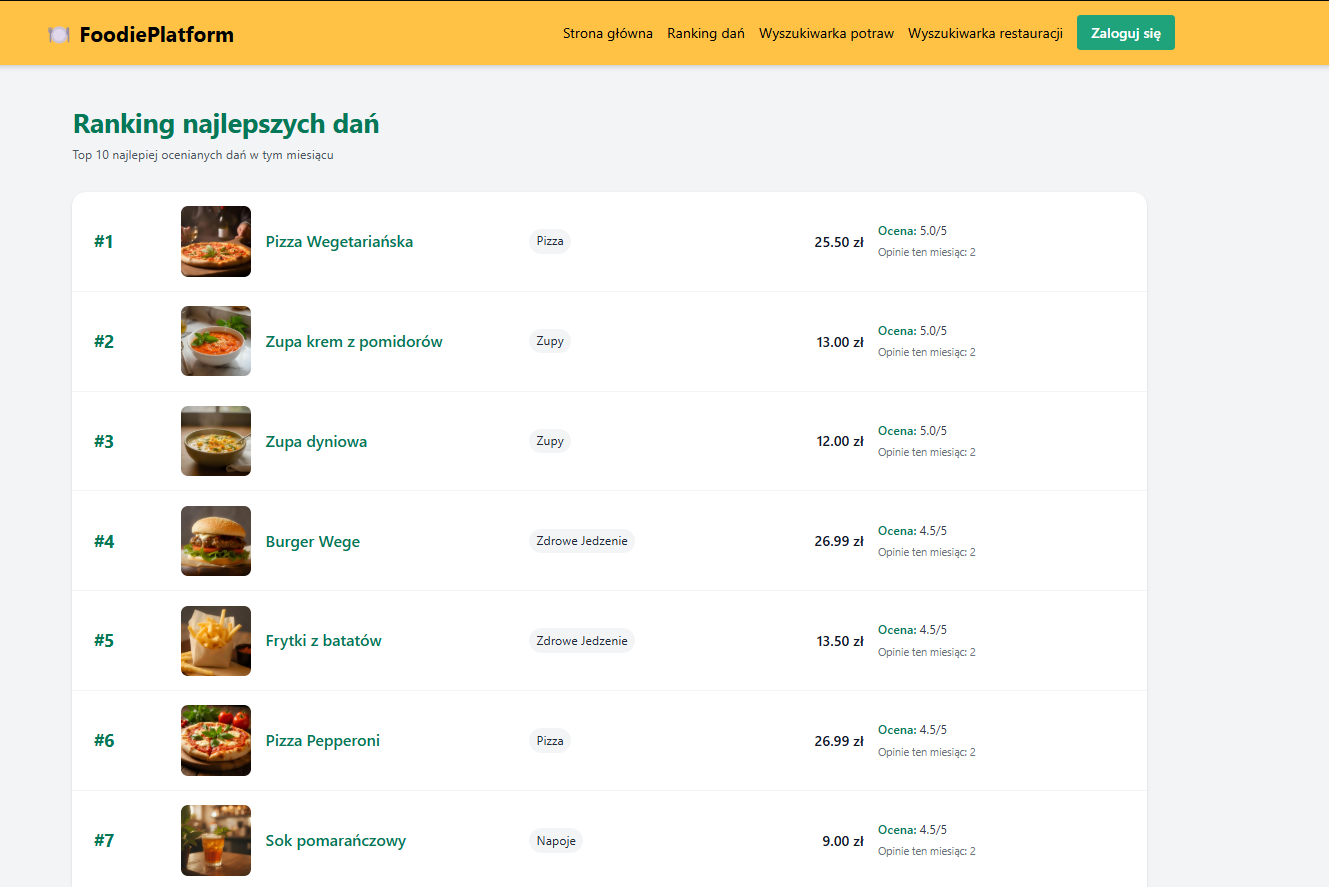 FoodiePlatform
Strona główna Ranking dań Wyszukiwarka potraw Wyszukiwarka restauracji Zaloguj się
Ranking najlepszych dań
Top 10 najlepiej ocenianych dań w tym miesiącu
#1 Pizza Wegetariańska Pizza 25.50 zł Ocena: 5.0/5
Opinie ten miesiąc: 2
#2 Zupa krem z pomidorów Zupy 13.00 zł Ocena: 5.0/5
Opinie ten miesiąc: 2
#3 Zupa dyniowa Zupy 12.00 zł Ocena: 5.0/5
Opinie ten miesiąc: 2
#4 Burger Wege Zdrowe Jedzenie 26.99 zł Ocena: 4.5/5
Opinie ten miesiąc: 2
#5 Frytki z batatów Zdrowe Jedzenie 13.50 zł Ocena: 4.5/5
Opinie ten miesiąc: 2
#6 Pizza Pepperoni Pizza 26.99 zł Ocena: 4.5/5
Opinie ten miesiąc: 2
#7 Sok pomarańczowy Napoje 9.00 zł Ocena: 4.5/5
Opinie ten miesiąc: 2